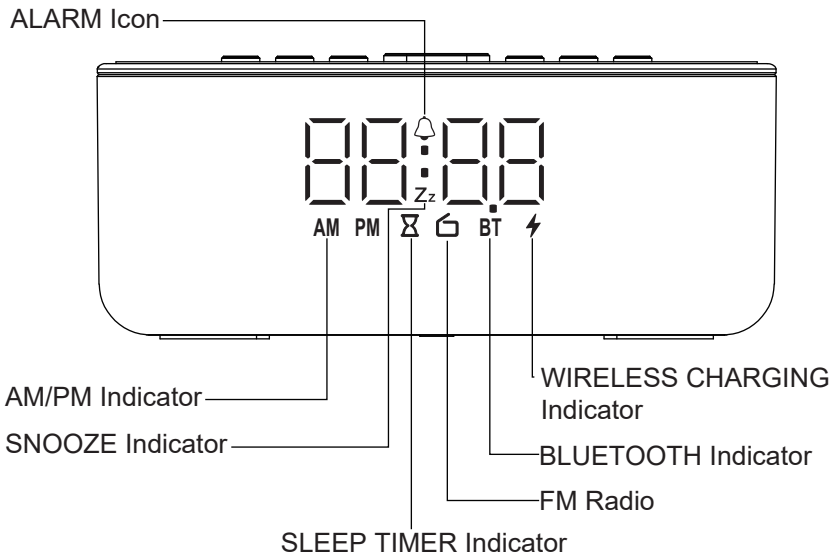 ALARM Icon
88:88
Zz
AM PM BT
AM/PM Indicator
SNOOZE Indicator
WIRELESS CHARGING
Indicator
BLUETOOTH Indicator
FM Radio
SLEEP TIMER Indicator